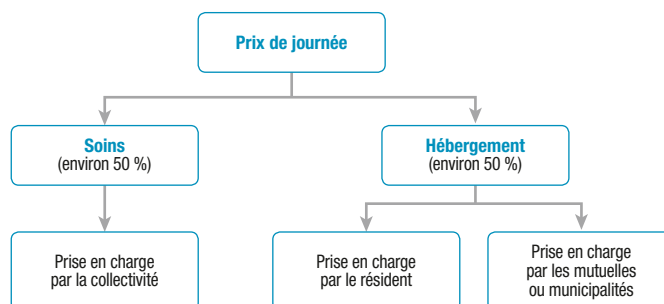 Prix de journée
Soins
(environ 50 %)
Hébergement
(environ 50 %)
Prise en charge
par la collectivité
Prise en charge
par le résident
Prise en charge
par les mutuelles
ou municipalités